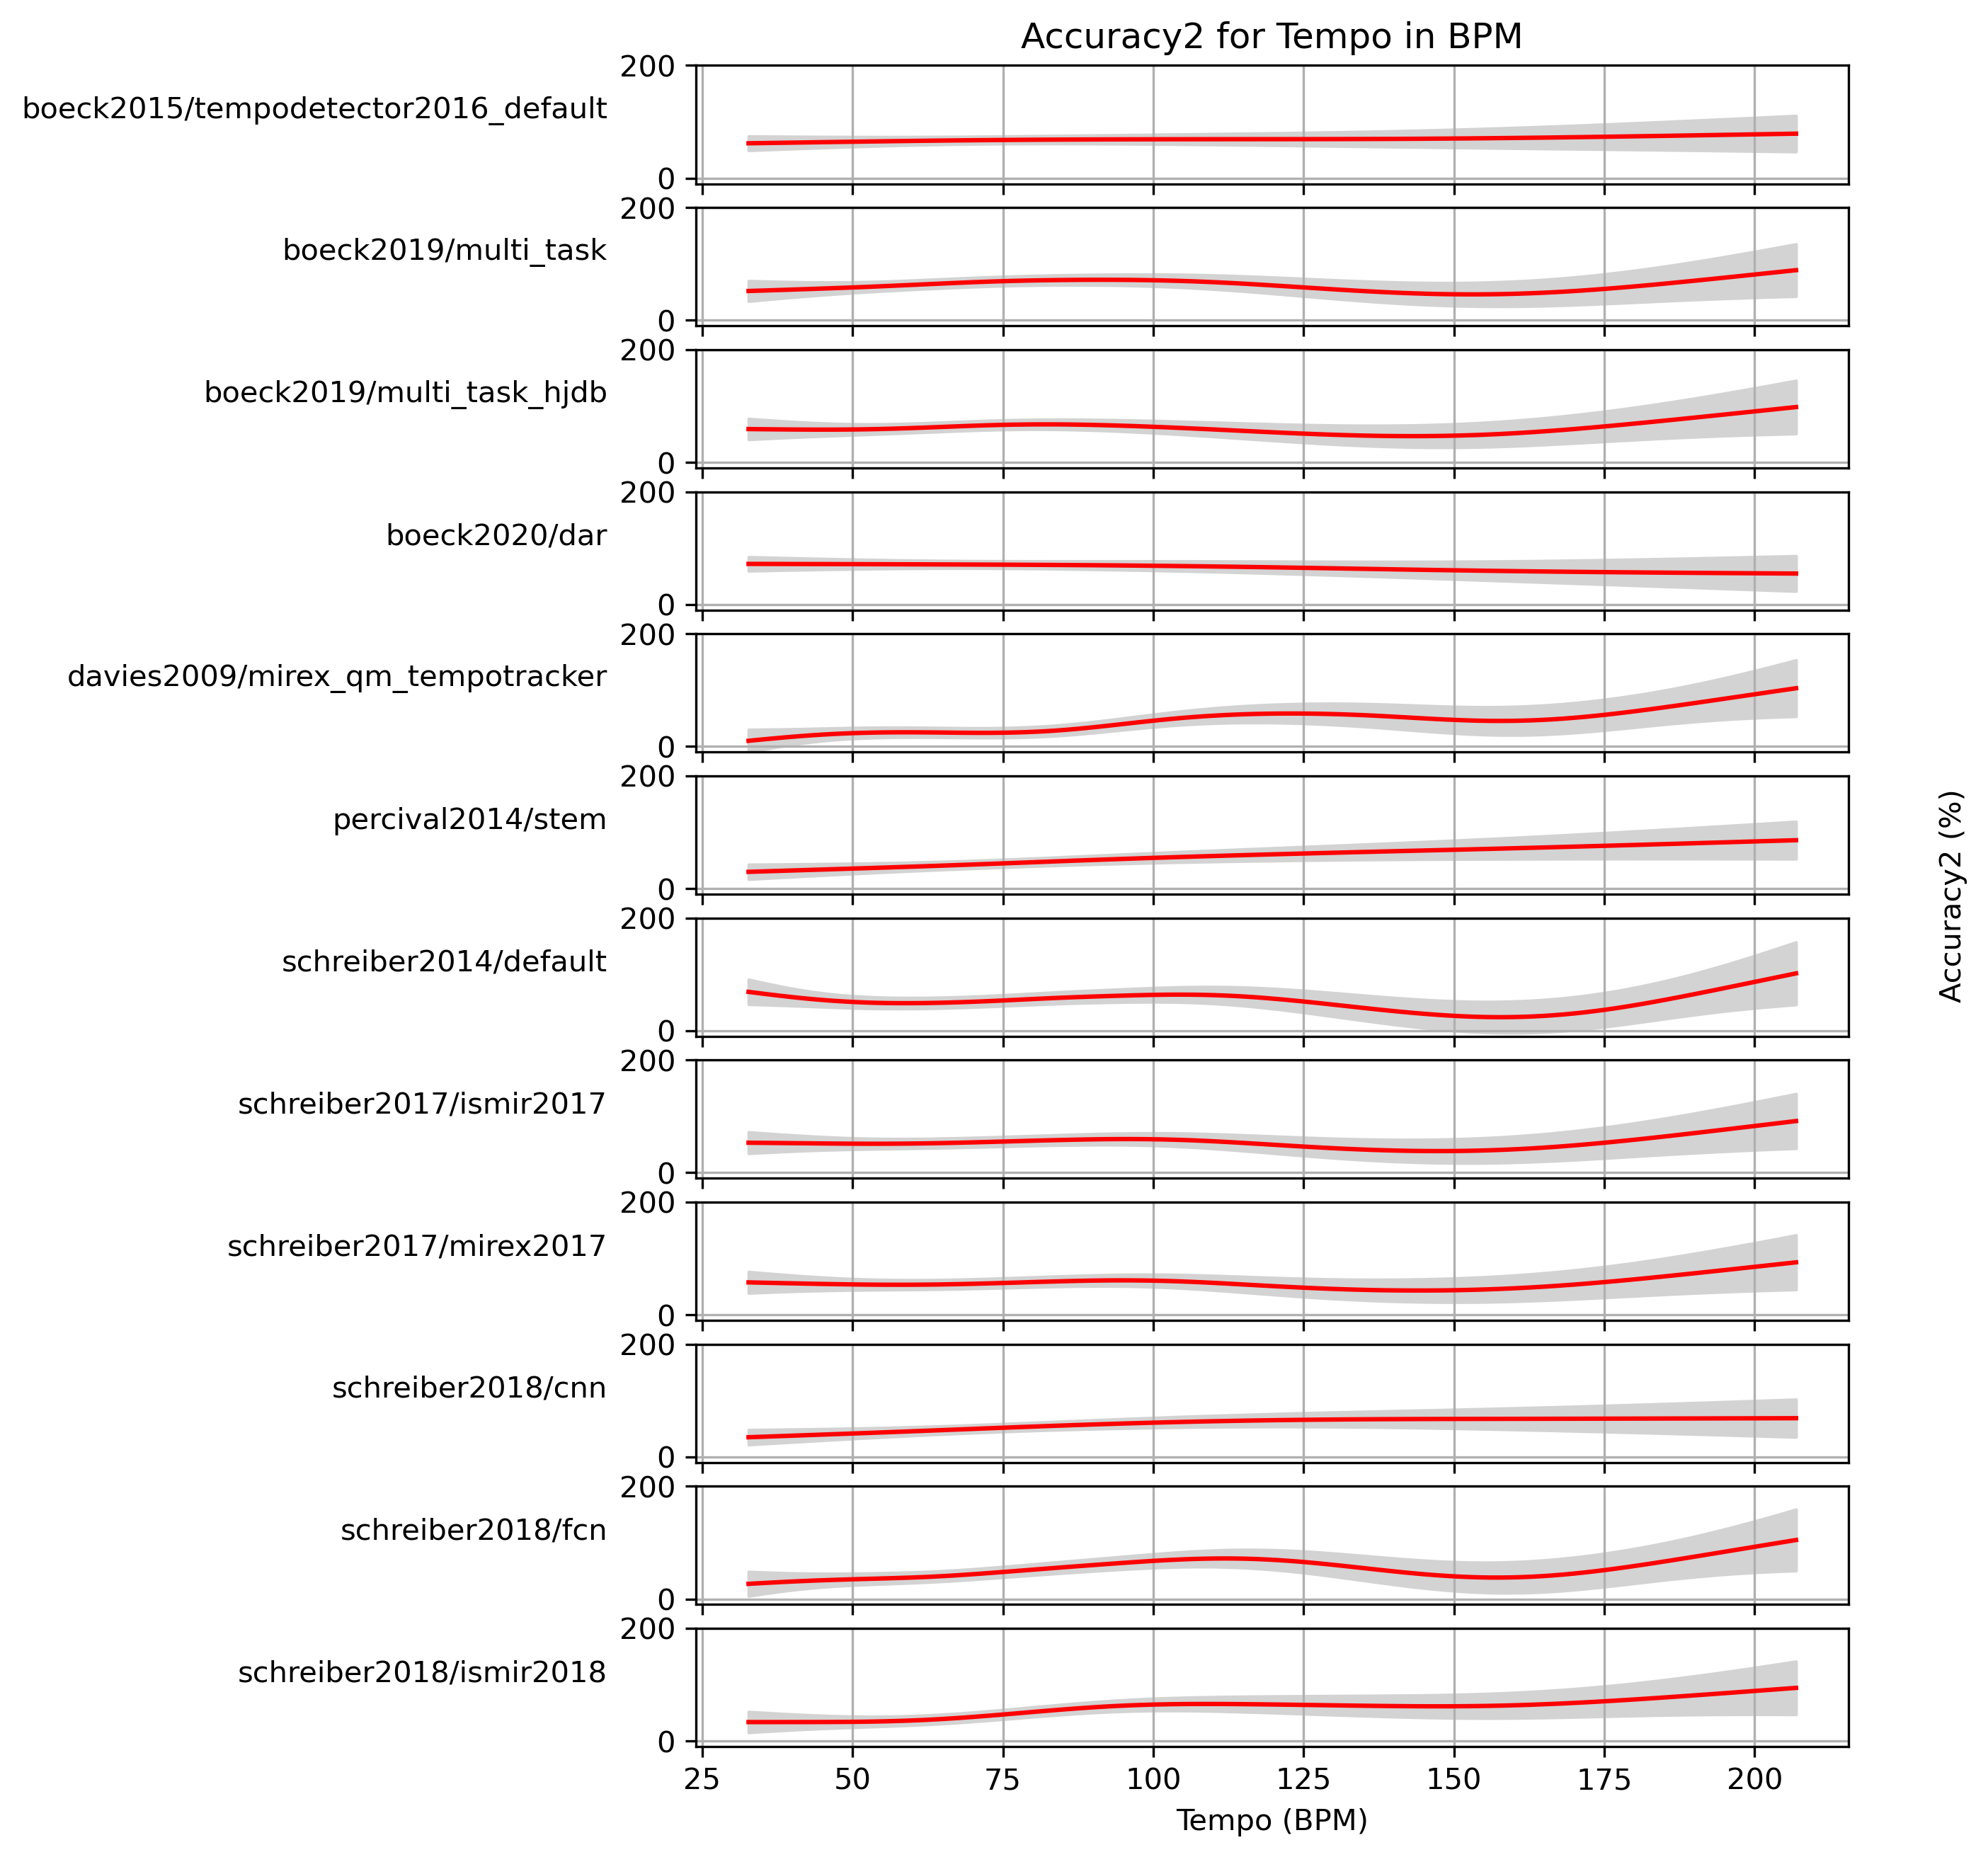 Accuracy2 for Tempo in BPM
200
boeck2015/tempodetector2016_default
0
200
boeck2019/multi_task
0
200
boeck2019/multi_task_hjdb
0
200
boeck2020/dar
0
200
davies2009/mirex_qm_tempotracker
0
200
percival2014/stem
0
Accuracy2 (%)
200
schreiber2014/default
0
200
schreiber2017/ismir2017
0
200
schreiber2017/mirex2017
0
200
schreiber2018/cnn
0
200
schreiber2018/fcn
0
200
schreiber2018/ismir2018
0
25 50 75 100 125 150 175 200
Tempo (BPM)